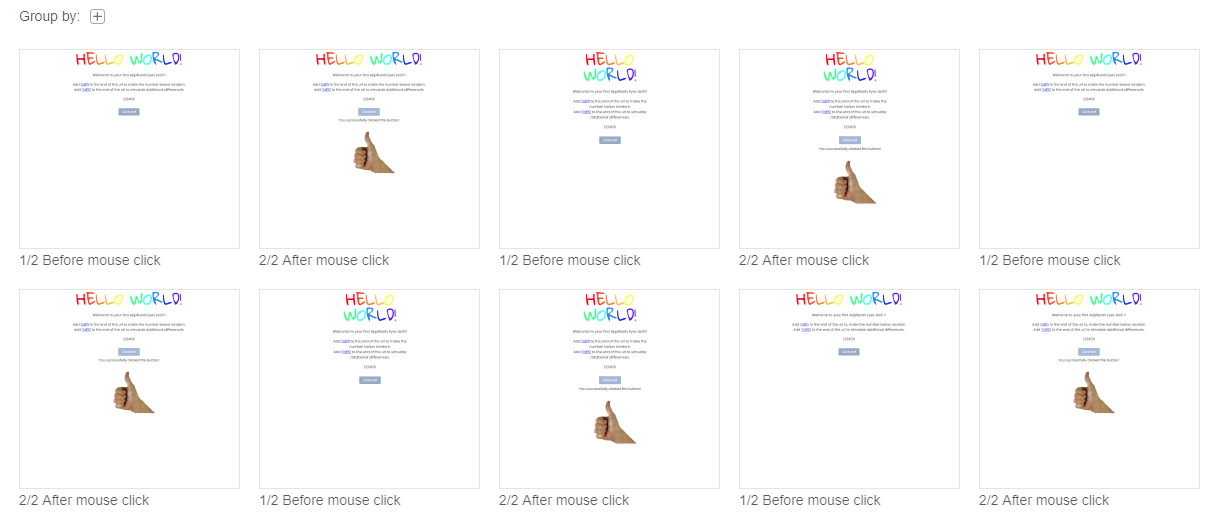 Group by:
HELLO WORLD!
Welcome to your first Applitools Eyes test!!
Add ?diff1 to the end of the url to make the number below random.
Add ?diff2 to the end of the url to simulate additional differences.
Click me!
1/2 Before mouse click
HELLO WORLD!
Welcome to your first Applitools Eyes test!!
Add ?diff1 to the end of the url to make the number below random.
Add ?diff2 to the end of the url to simulate additional differences.
Click me!
You successfully clicked the button!
2/2 After mouse click
HELLO
WORLD!
Welcome to your first Applitools Eyes test!!
Add ?diff1 to the end of the url to make the
number below random.
Add ?diff2 to the end of the url to simulate
additional differences.
Click me!
1/2 Before mouse click
HELLO
WORLD!
Welcome to your first Applitools Eyes test!!
Add ?diff1 to the end of the url to make the
number below random.
Add ?diff2 to the end of the url to simulate
additional differences.
Click me!
You successfully clicked the button!
2/2 After mouse click
HELLO WORLD!
Welcome to your first Applitools Eyes test!!
Add ?diff1 to the end of the url to make the number below random.
Add ?diff2 to the end of the url to simulate additional differences.
Click me!
1/2 Before mouse click
HELLO WORLD!
Welcome to your first Applitools Eyes test!!
Add ?diff1 to the end of the url to make the number below random.
Add ?diff2 to the end of the url to simulate additional differences.
Click me!
You successfully clicked the button!
2/2 After mouse click
HELLO
WORLD!
Welcome to your first Applitools Eyes test!!
Add ?diff1 to the end of the url to make the
number below random.
Add ?diff2 to the end of the url to simulate
additional differences.
Click me!
1/2 Before mouse click
HELLO
WORLD!
Welcome to your first Applitools Eyes test!!
Add ?diff1 to the end of the url to make the
number below random.
Add ?diff2 to the end of the url to simulate
additional differences.
Click me!
You successfully clicked the button!
2/2 After mouse click
HELLO WORLD!
Welcome to your first Applitools Eyes test !!
Add ?diff1 to the end of the url to make the number below random
Add ?diff2 to the end of the url to simulate additional differences.
Click me!
1/2 Before mouse click
HELLO WORLD!
Welcome to your first Applitools Eyes test !!
Add ?diff1 to the end of the url to make the number below random
Add ?diff2 to the end of the url to simulate additional differences.
Click me!
You successfully clicked the button!
2/2 After mouse click